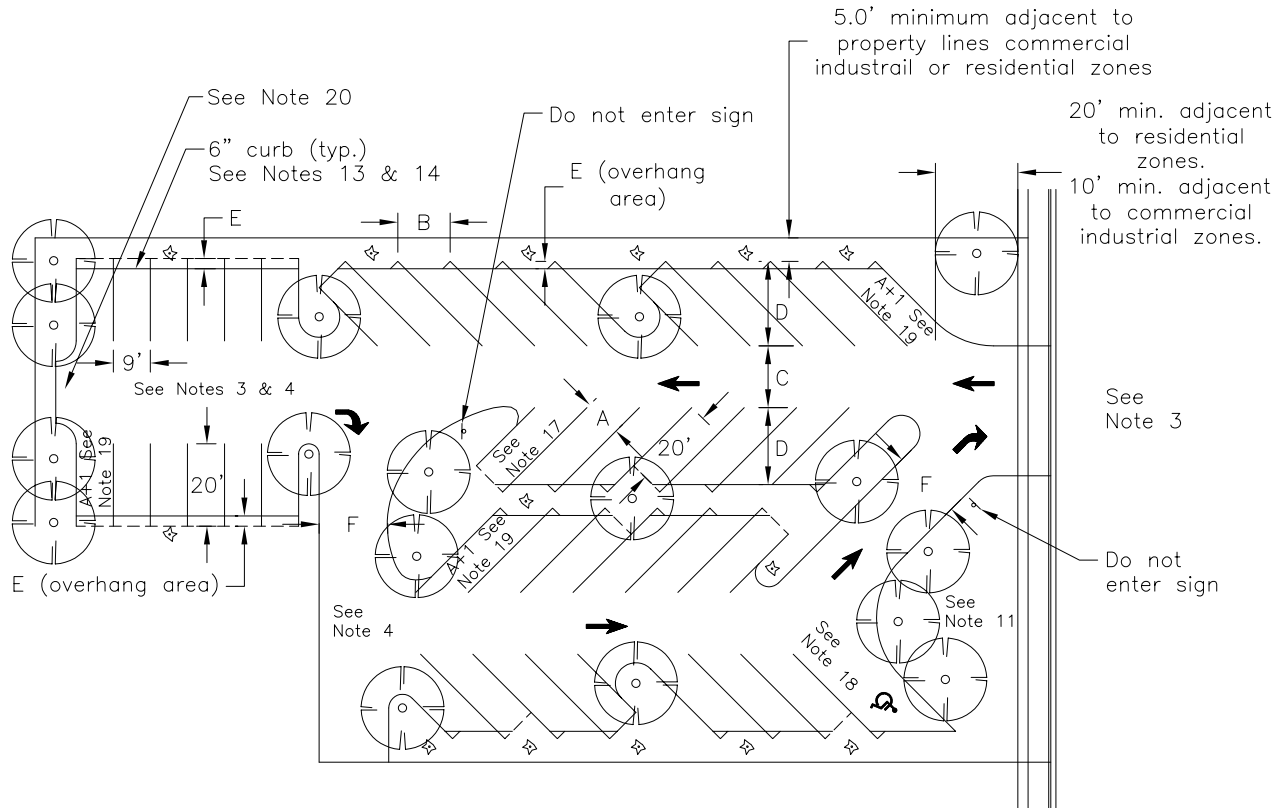 5.0' minimum adjacent to
property lines commercial
industrail or residential zones
See Note 20
Do not enter sign
20' min. adjacent
to residential
zones.
10' min. adjacent
to commercial
industrial zones.
6" curb (typ.)
See Notes 13 & 14
E (overhang
area)
E
B
A+1 See
Note 19
D
9'
See Notes 3 & 4
C
See
Note 3
A+1 See
Note 19
20'
See
Note 17
A
20'
D
F
F
A+1 See
Note 19
E (overhang area)
Do not
enter sign
See
Note 4
See
Note 11
See
Note 18